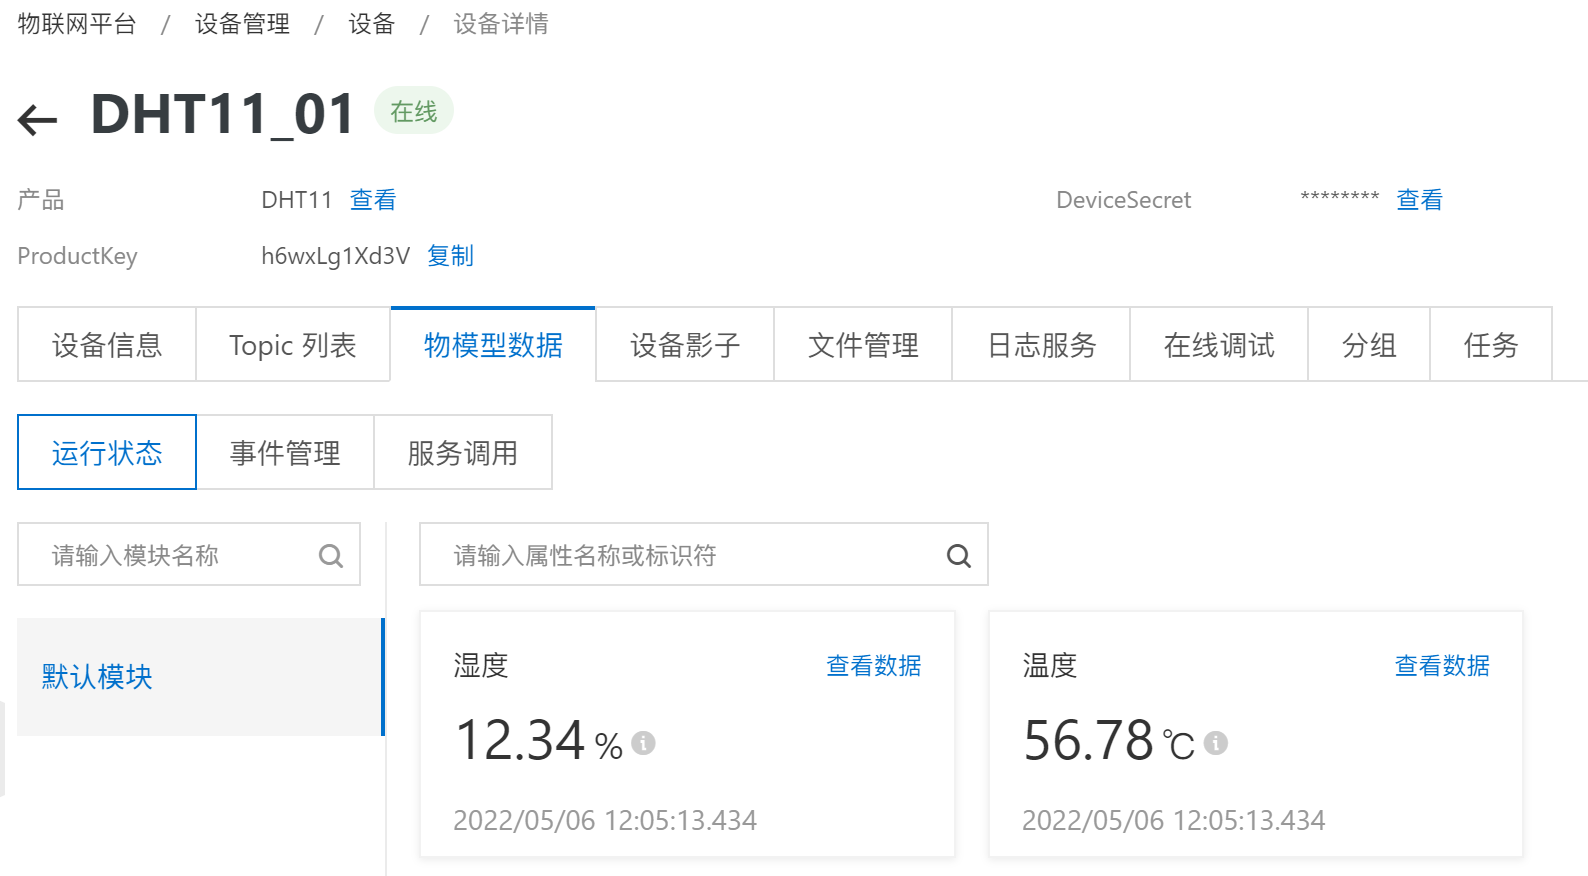 物联网平台 / 设备管理 / 设备 / 设备详情
DHT11_01 在线
产品 DHT11 查看 DeviceSecret ******** 查看
ProductKey h6wxLg1Xd3V 复制
设备信息 Topic 列表 物模型数据 设备影子 文件管理 日志服务 在线调试 分组 任务
运行状态 事件管理 服务调用
请输入模块名称 请输入属性名称或标识符
默认模块
湿度 查看数据
12.34 %
2022/05/06 12:05:13.434
温度 查看数据
56.78 ℃
2022/05/06 12:05:13.434